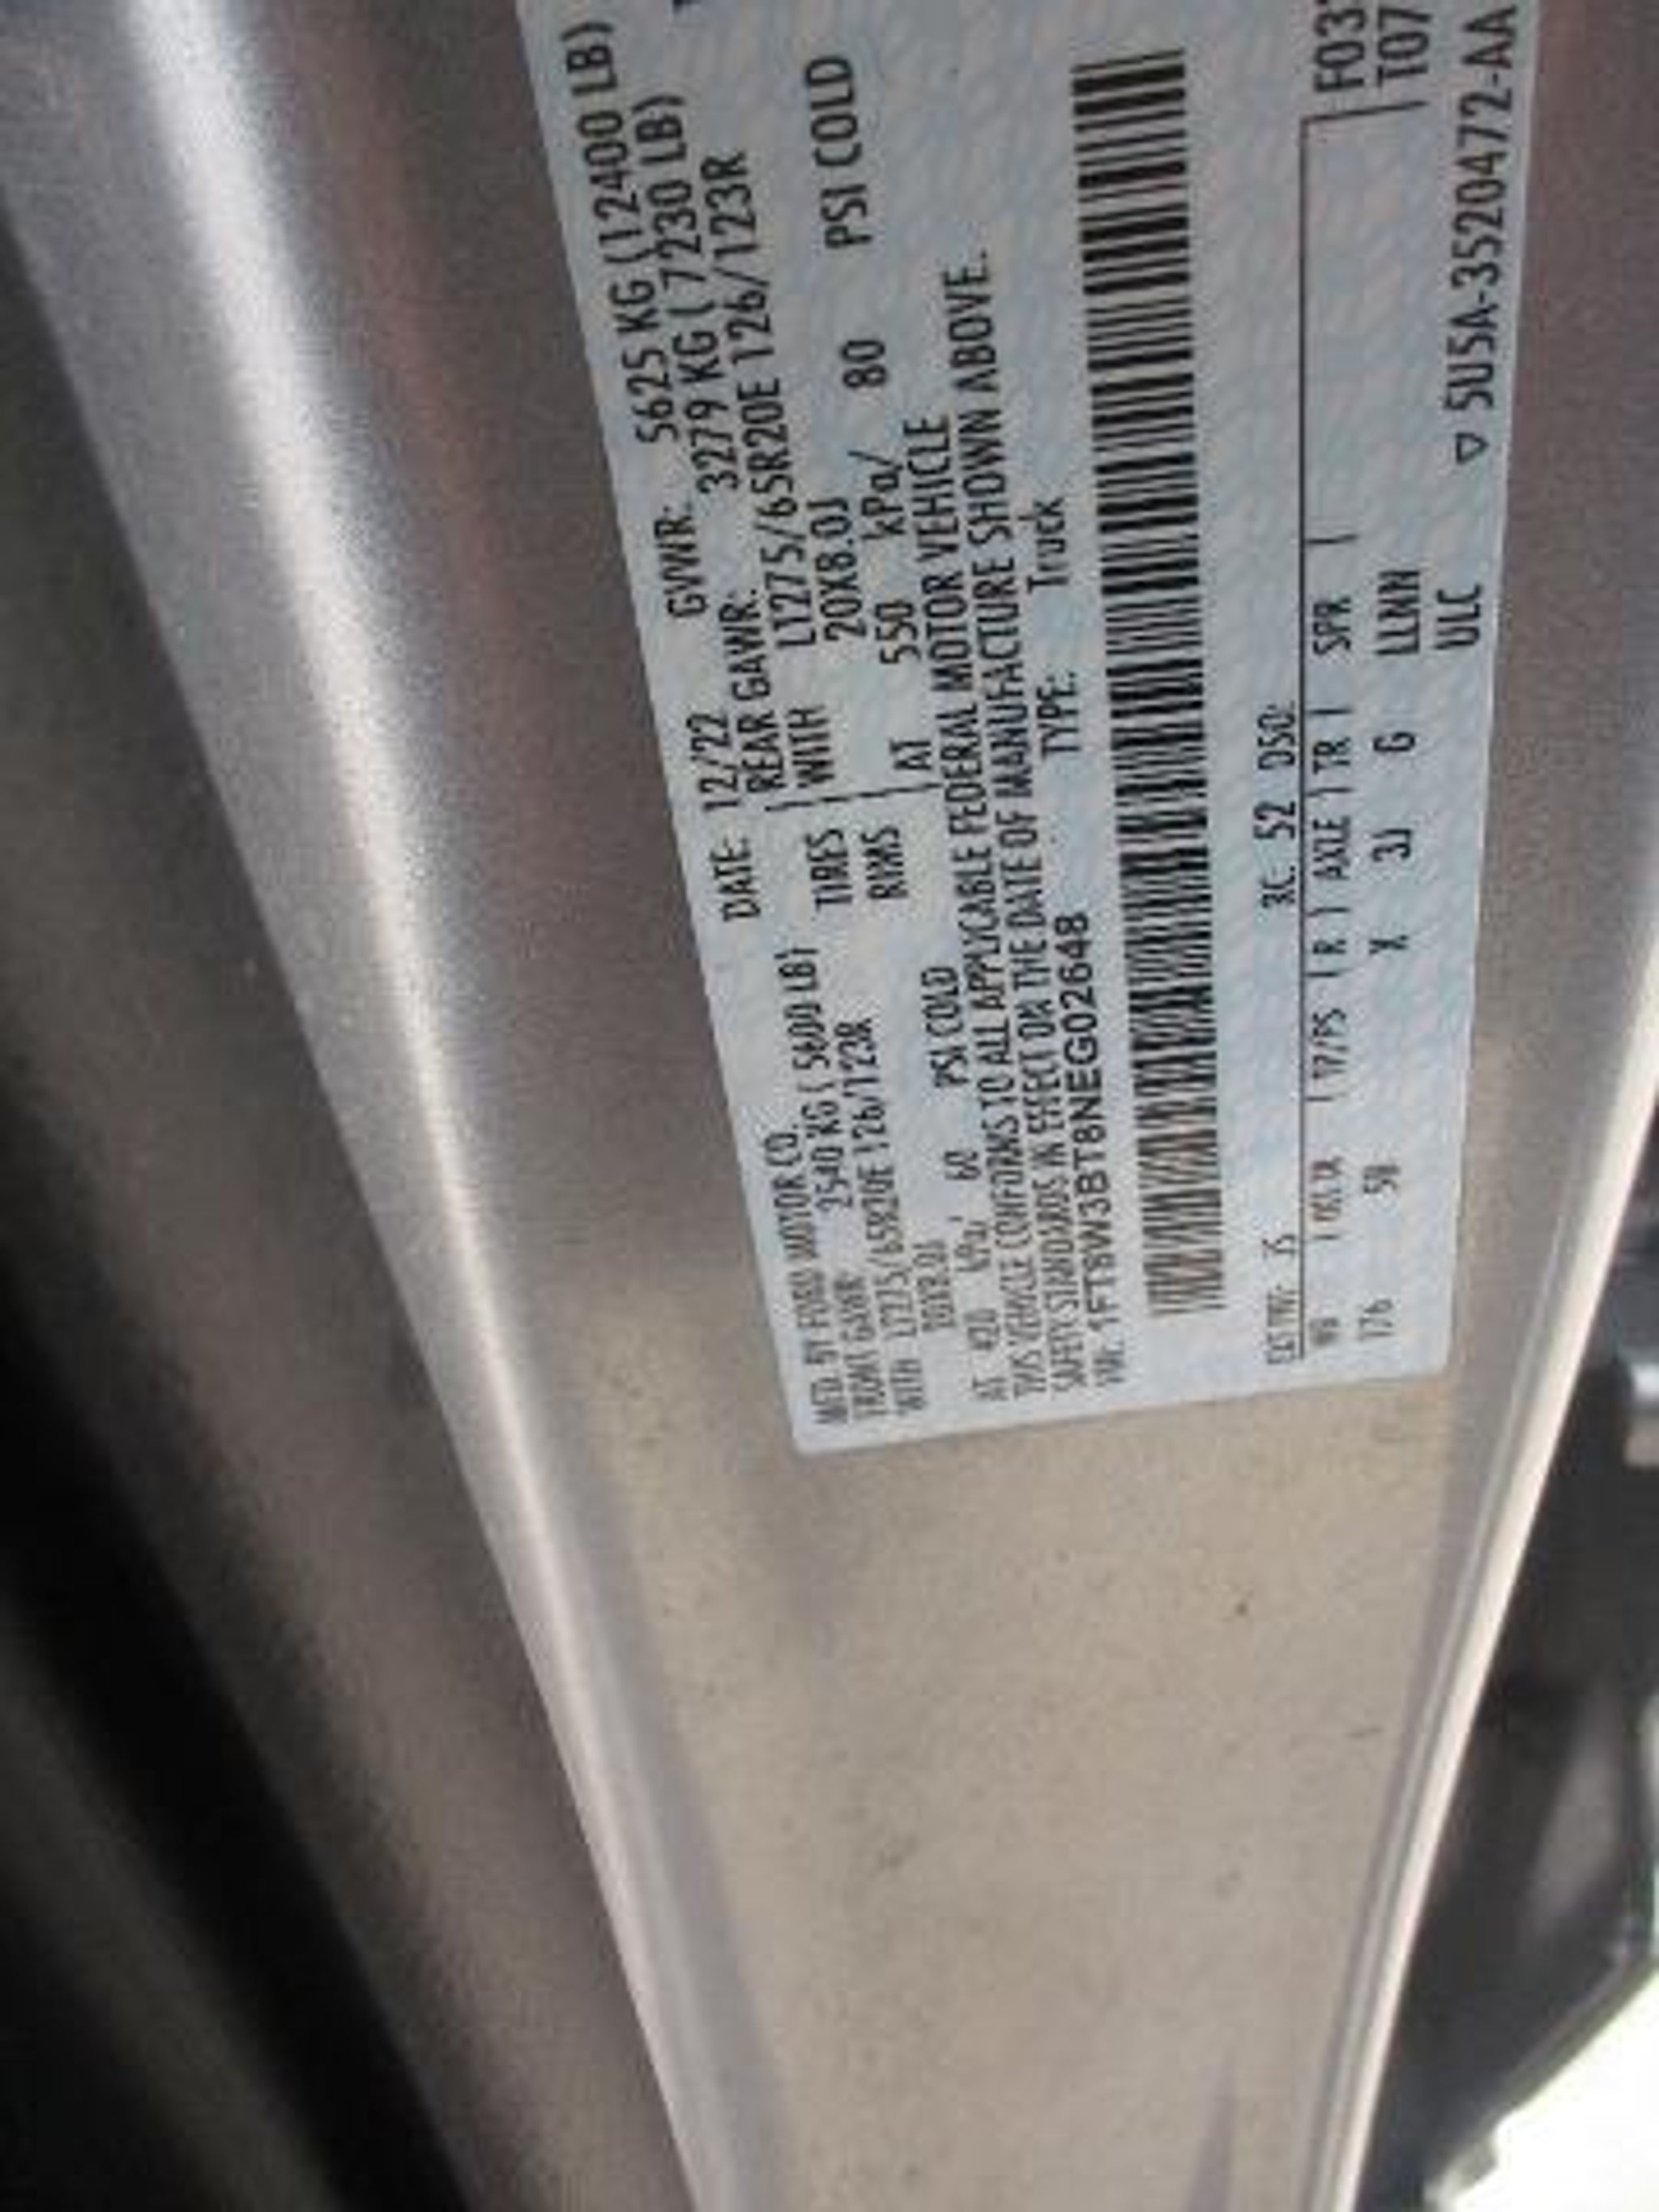 MFD. BY FORD MOTOR CO. DATE: 12/22 GVWR: 5625 KG (12400 LB)
FRONT GAWR: 2540 KG ( 5600 LB) REAR GAWR: 3279 KG ( 7230 LB)
WITH LT275/65R20E 126/123R TIRES WITH LT275/65R20E 126/123R
20X8.0J RIMS 20X8.0J
AT 420 kPa/ 60 PSI COLD AT 550 kPa/ 80 PSI COLD
THIS VEHICLE CONFORMS TO ALL APPLICABLE FEDERAL MOTOR VEHICLE
SAFETY STANDARDS IN EFFECT ON THE DATE OF MANUFACTURE SHOWN ABOVE.
VIN: 1FT8W3BT8NEG02648 TYPE: Truck
EXT PNT: JS RC: 52 DSO:
WB TP/PS R AXLE TR SPR F03
176 X 3J G LLNN T07
ULC
5U5A-3520472-AA